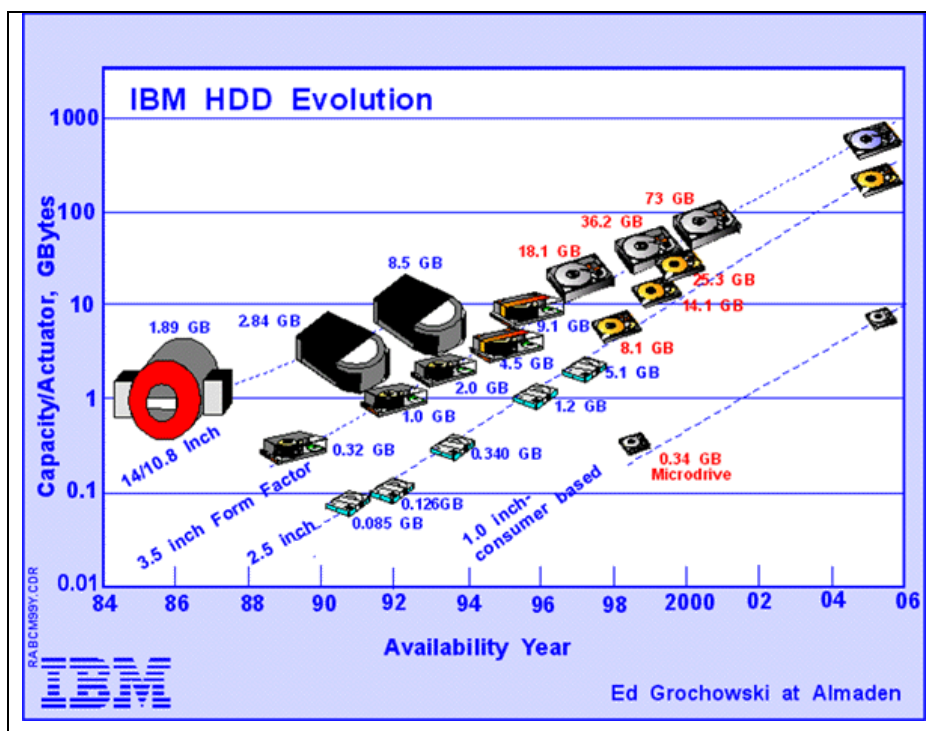 IBM HDD Evolution
Capacity/Actuator, GBytes
1000
100
10
1
0.1
0.01
73 GB
36.2 GB
18.1 GB
8.5 GB
25.3 GB
14.1 GB
2.84 GB
1.89 GB
9.1 GB
8.1 GB
4.5 GB
5.1 GB
2.0 GB
1.2 GB
1.0 GB
0.32 GB
0.340 GB
0.34 GB
Microdrive
0.126GB
0.085 GB
14/10.8 Inch
3.5 inch Form Factor
2.5 inch
1.0 inch-
consumer based
84 86 88 90 92 94 96 98 2000 02 04 06
Availability Year
RABCM99Y.CDR
IBM
Ed Grochowski at Almaden